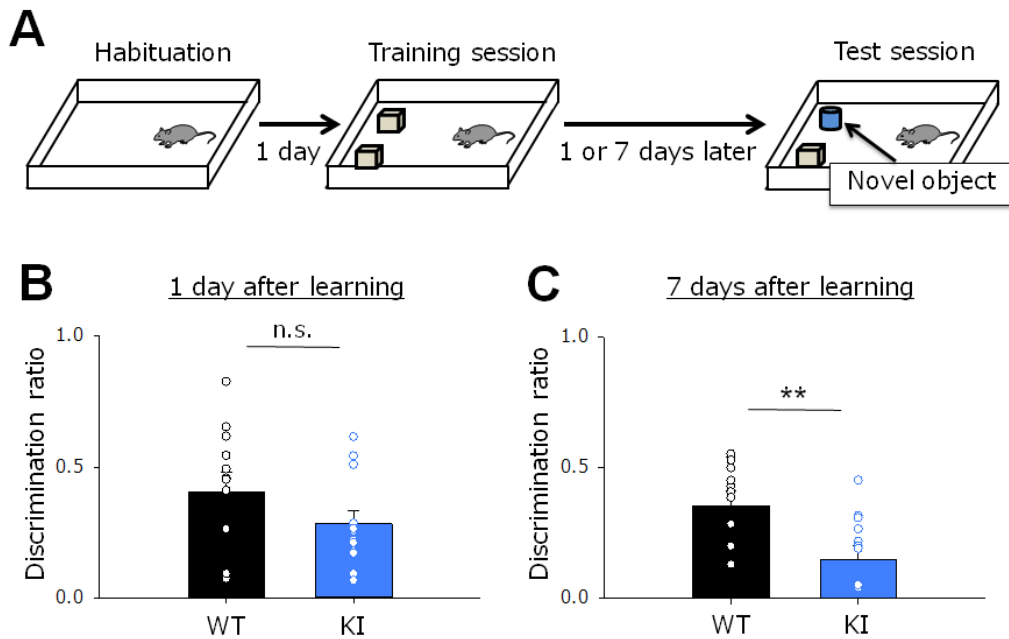 A
Habituation
Training session
Test session
1 day
1 or 7 days later
Novel object
B
1 day after learning
n.s.
Discrimination ratio
1.0
0.5
0.0
WT
KI
C
7 days after learning
**
Discrimination ratio
1.0
0.5
0.0
WT
KI